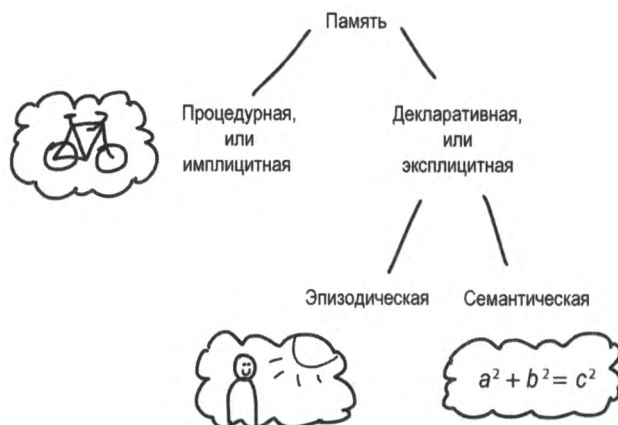 Память
Процедурная,
или
имплицитная
Декларативная,
или
эксплицитная
Эпизодическая
Семантическая
a² + b² = c²